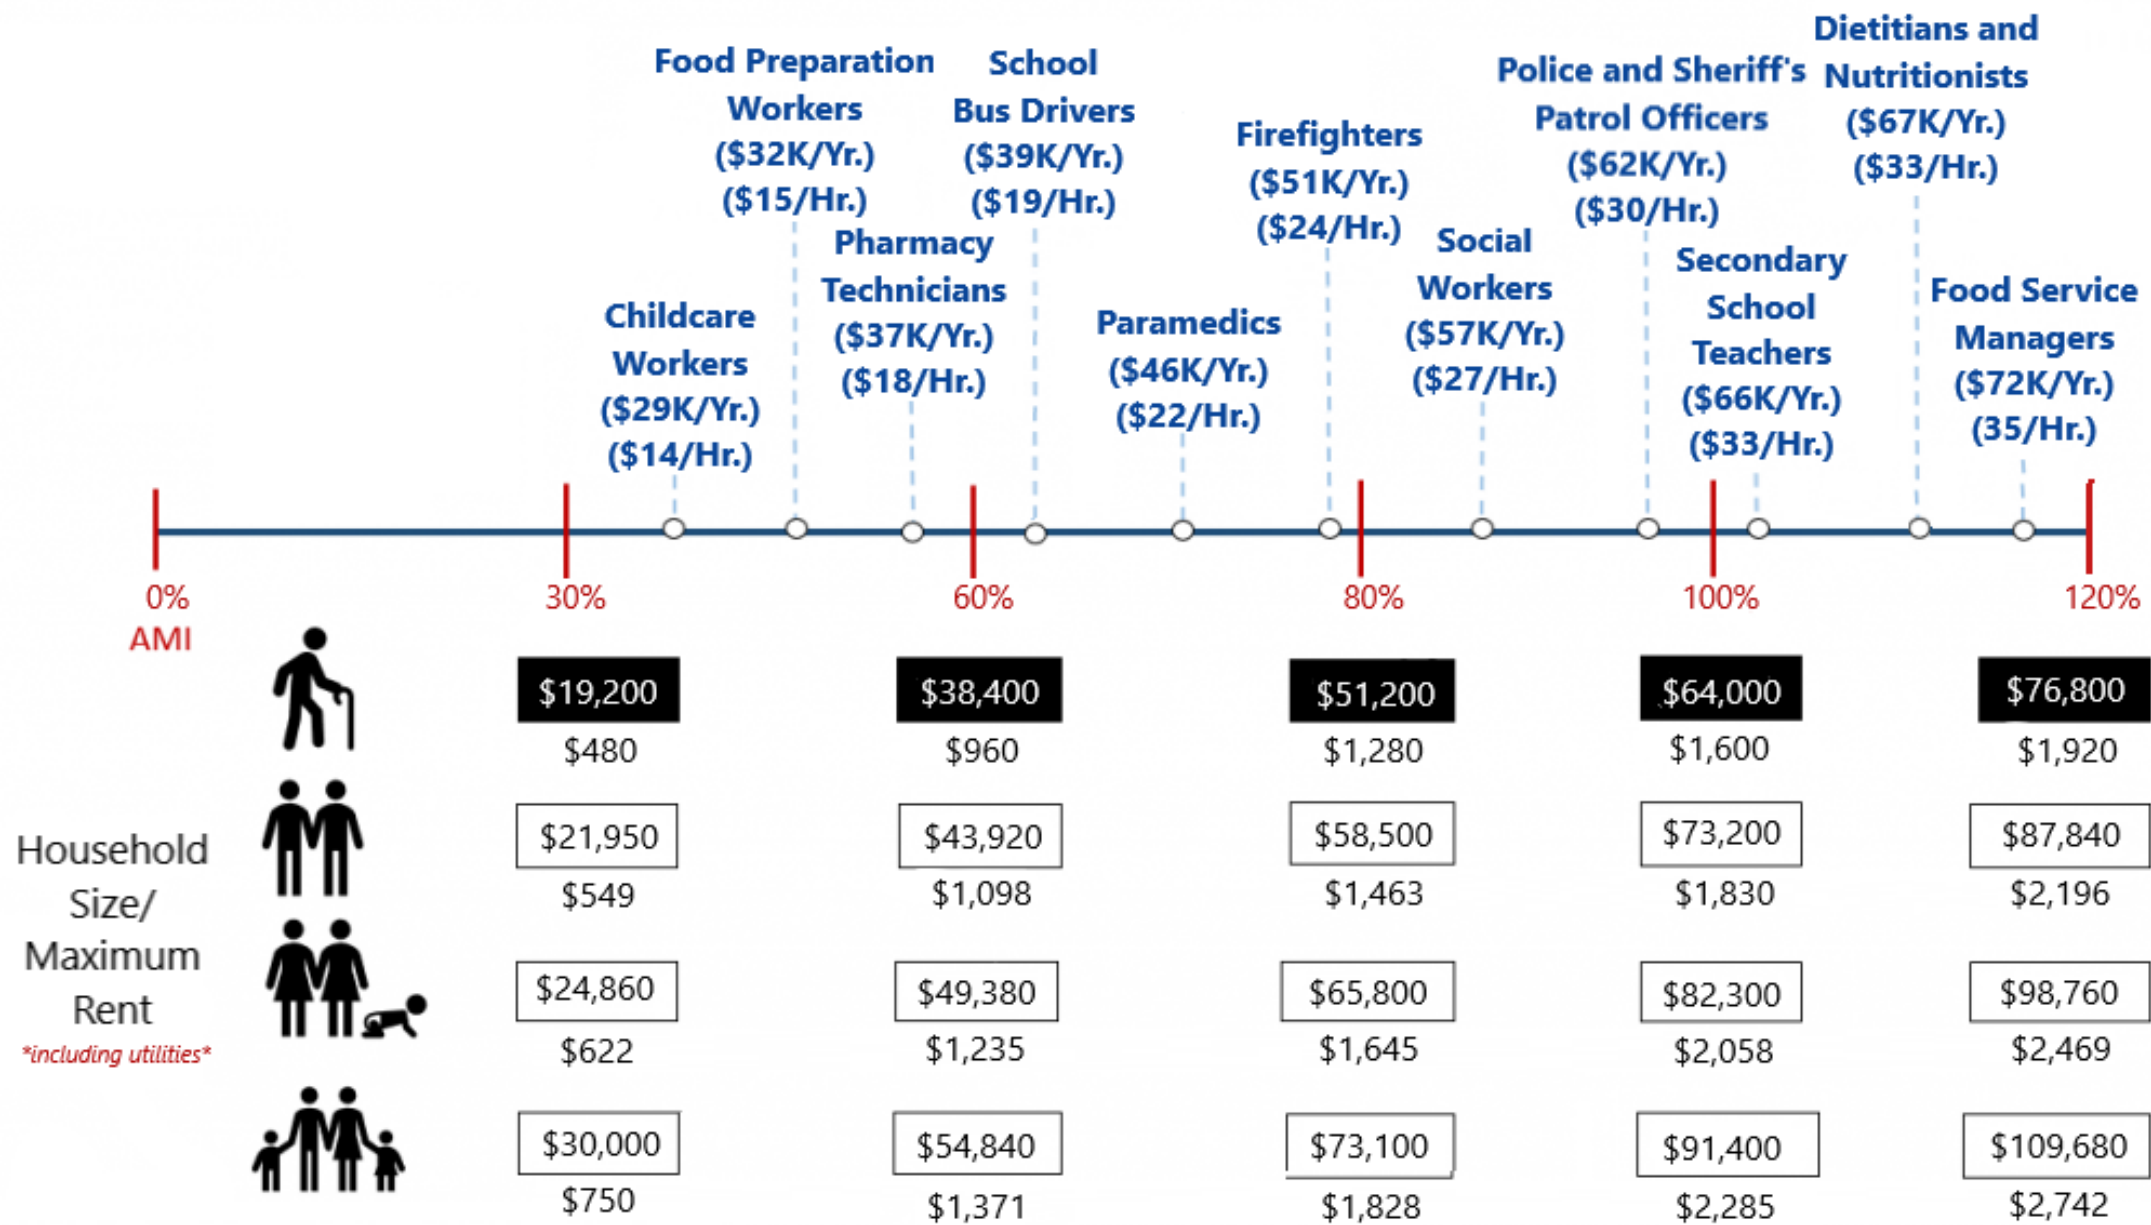 Food Preparation
Workers
($32K/Yr.)
($15/Hr.)
School
Bus Drivers
($39K/Yr.)
($19/Hr.)
Firefighters
($51K/Yr.)
($24/Hr.)
Police and Sheriff's
Patrol Officers
($62K/Yr.)
($30/Hr.)
Dietitians and
Nutritionists
($67K/Yr.)
($33/Hr.)
Childcare
Workers
($29K/Yr.)
($14/Hr.)
Pharmacy
Technicians
($37K/Yr.)
($18/Hr.)
Paramedics
($46K/Yr.)
($22/Hr.)
Social
Workers
($57K/Yr.)
($27/Hr.)
Secondary
School
Teachers
($66K/Yr.)
($33/Hr.)
Food Service
Managers
($72K/Yr.)
(35/Hr.)
0% 30% 60% 80% 100% 120%
AMI
$19,200 $38,400 $51,200 $64,000 $76,800
$480 $960 $1,280 $1,600 $1,920
Household
Size/
Maximum
Rent
*including utilities*
$21,950 $43,920 $58,500 $73,200 $87,840
$549 $1,098 $1,463 $1,830 $2,196
$24,860 $49,380 $65,800 $82,300 $98,760
$622 $1,235 $1,645 $2,058 $2,469
$30,000 $54,840 $73,100 $91,400 $109,680
$750 $1,371 $1,828 $2,285 $2,742